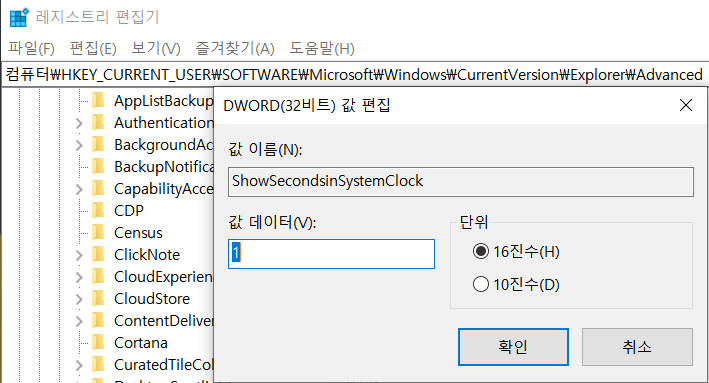 레지스트리 편집기
파일(F) 편집(E) 보기(V) 즐겨찾기(A) 도움말(H)
컴퓨터₩HKEY_CURRENT_USER₩SOFTWARE₩Microsoft₩Windows₩CurrentVersion₩Explorer₩Advanced
AppListBackup
Authentication
BackgroundAc
BackupNotifica
CapabilityAcce
CDP
Census
ClickNote
CloudExperien
CloudStore
ContentDeliver
Cortana
CuratedTileCol
DWORD(32비트) 값 편집
값 이름(N):
ShowSecondsinSystemClock
값 데이터(V):
1
단위
16진수(H)
10진수(D)
확인 취소